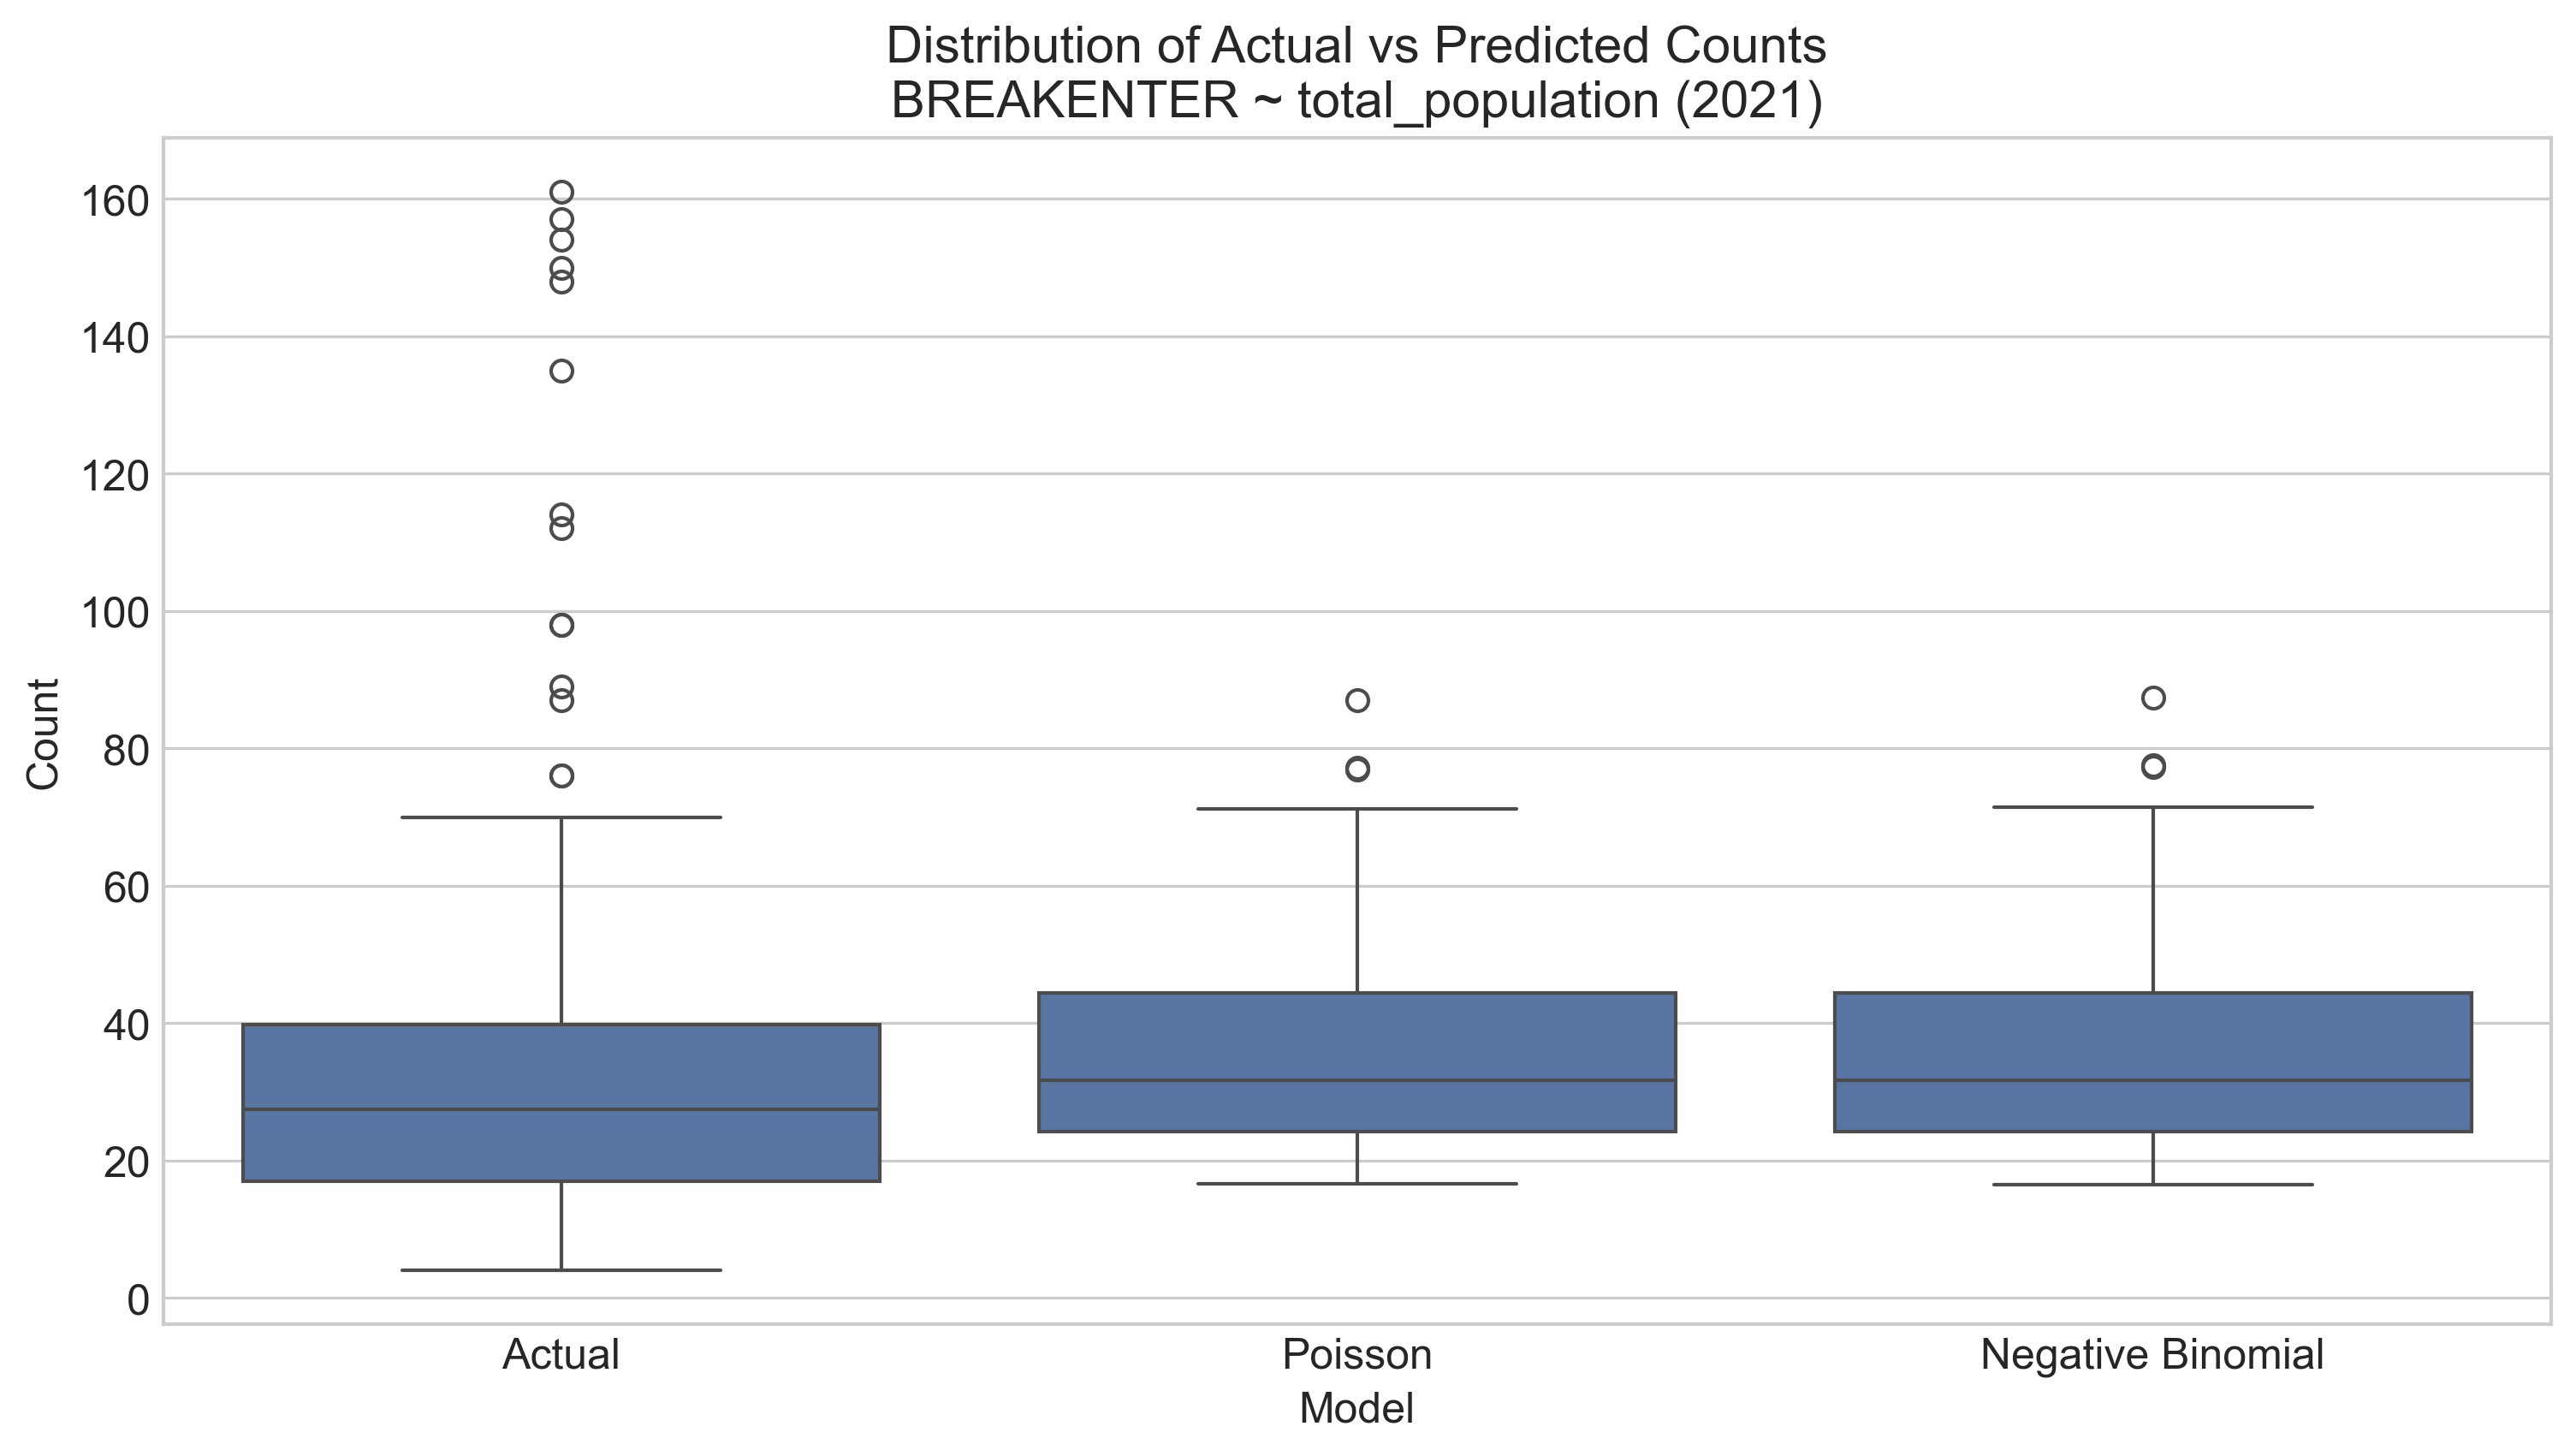 Distribution of Actual vs Predicted Counts
BREAKENTER ~ total_population (2021)
160
140
120
100
80
60
40
20
0
Count
Actual
Poisson
Negative Binomial
Model